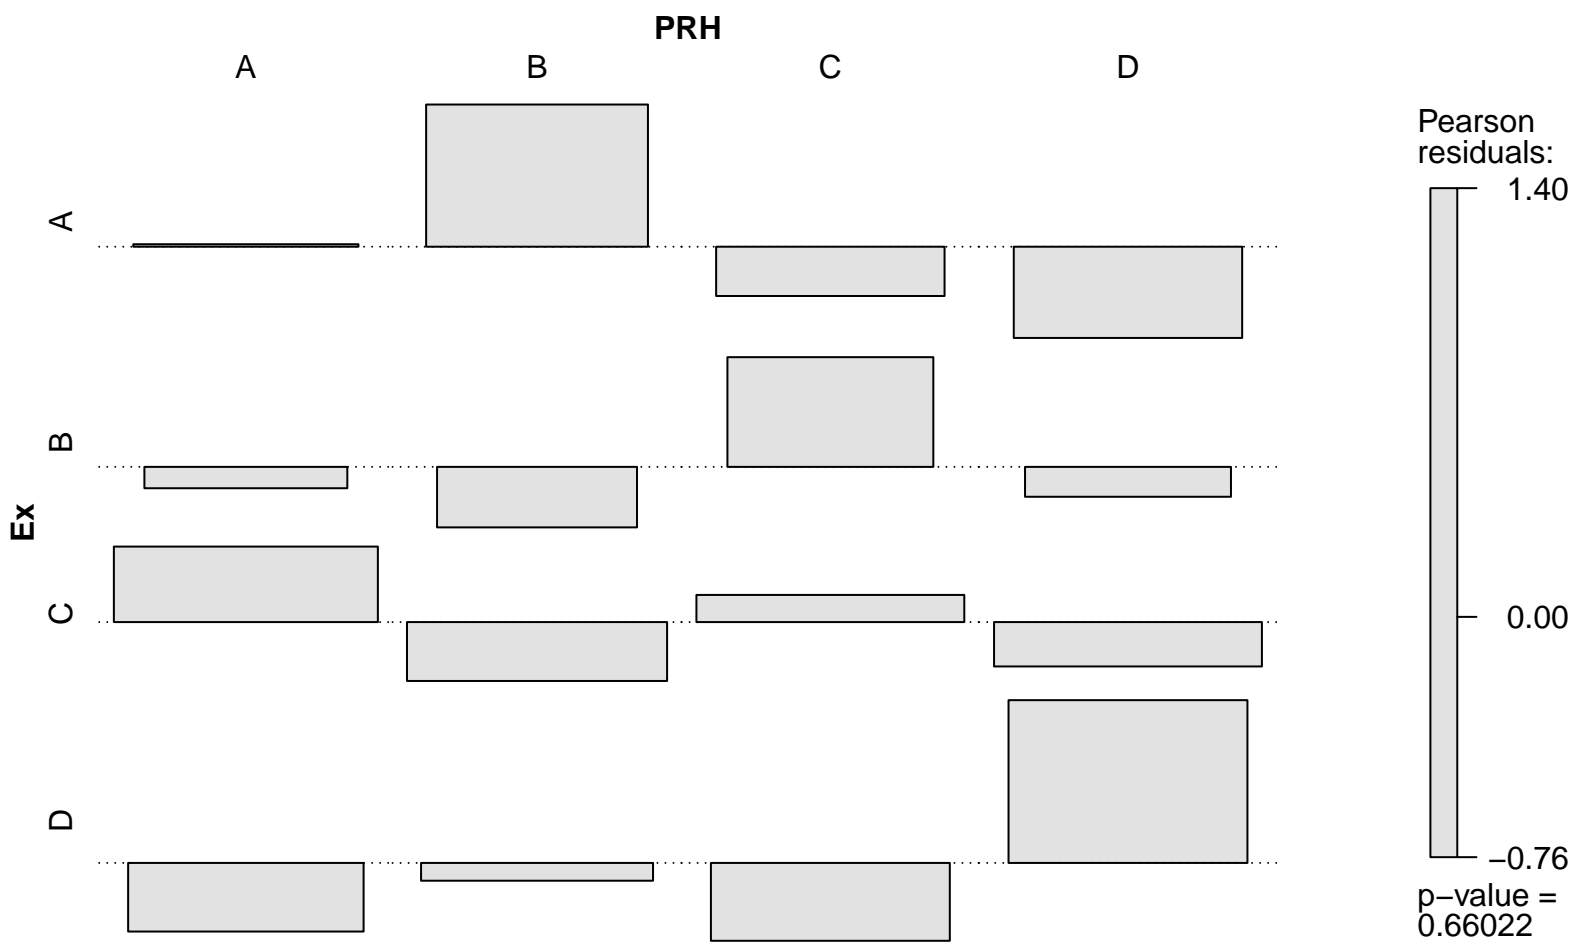 PRH
A B C D
A
B
C
D
Ex
Pearson
residuals:
1.40
0.00
−0.76
p−value =
0.66022